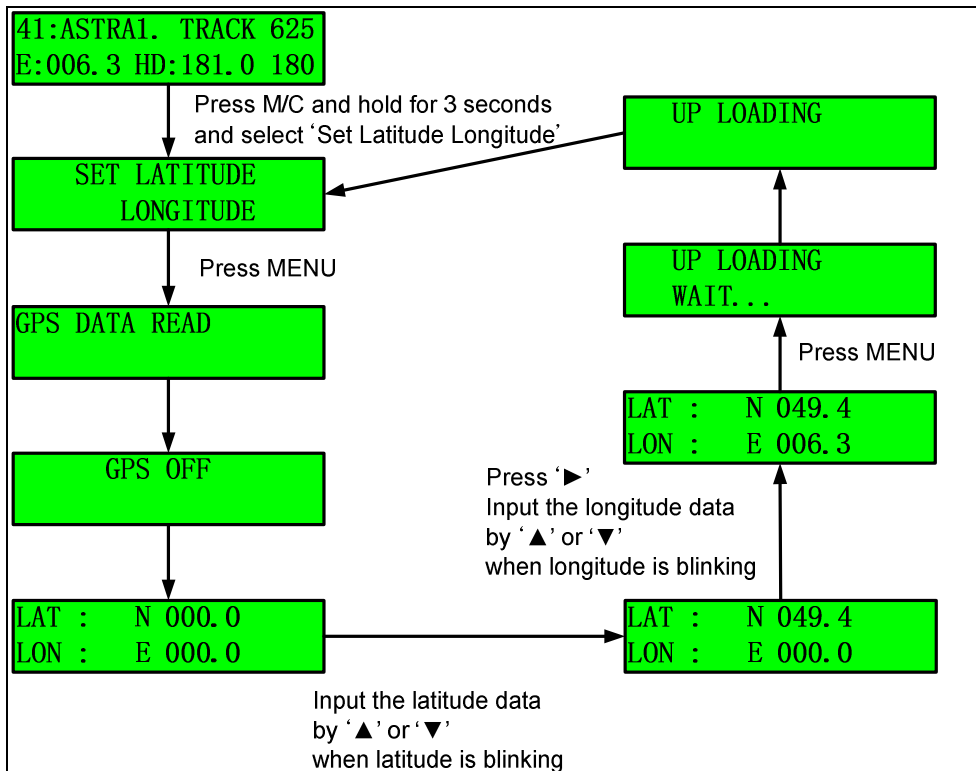 41:ASTRA1. TRACK 625
E:006.3 HD:181.0 180
Press M/C and hold for 3 seconds
and select ‘Set Latitude Longitude’
SET LATITUDE
LONGITUDE
Press MENU
GPS DATA READ
GPS OFF
LAT : N 000.0
LON : E 000.0
Input the latitude data
by ‘▲’ or ‘▼’
when latitude is blinking
LAT : N 049.4
LON : E 000.0
Press ‘►’
Input the longitude data
by ‘▲’ or ‘▼’
when longitude is blinking
LAT : N 049.4
LON : E 006.3
Press MENU
UP LOADING
WAIT...
UP LOADING